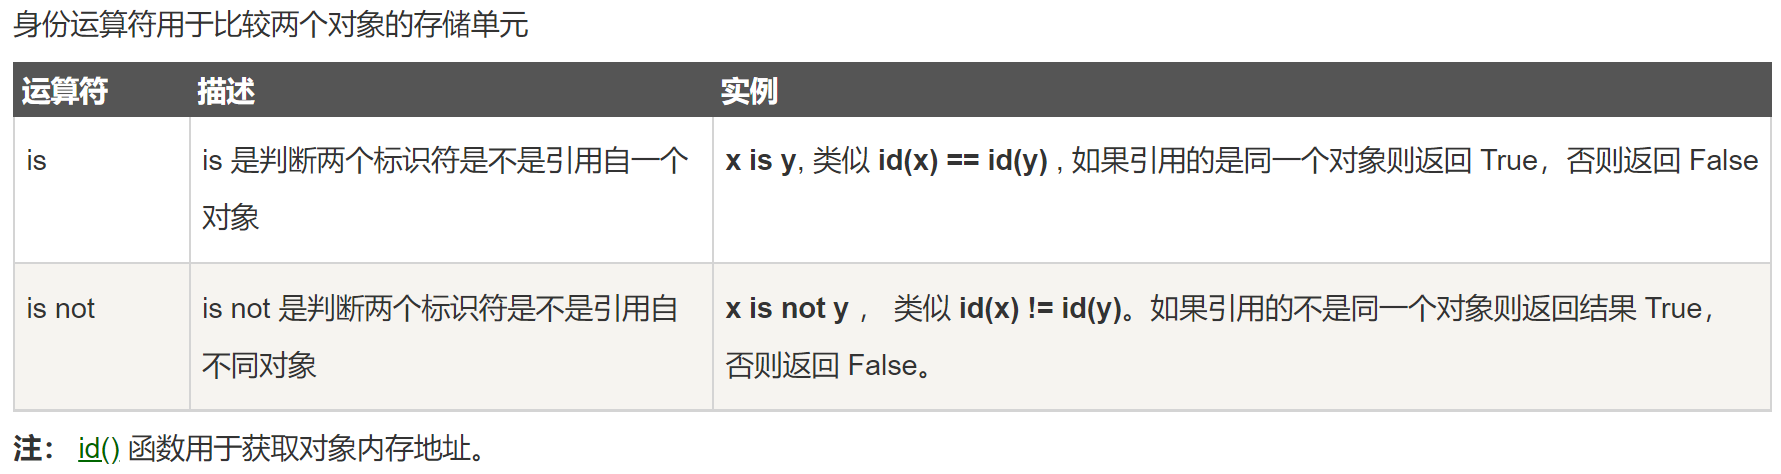 身份运算符用于比较两个对象的存储单元
运算符 描述 实例
is is 是判断两个标识符是不是引用自一个 x is y, 类似 id(x) == id(y) , 如果引用的是同一个对象则返回 True，否则返回 False
对象
is not is not 是判断两个标识符是不是引用自 x is not y ， 类似 id(x) != id(y)。如果引用的不是同一个对象则返回结果 True，
不同对象 否则返回 False。
注： id() 函数用于获取对象内存地址。